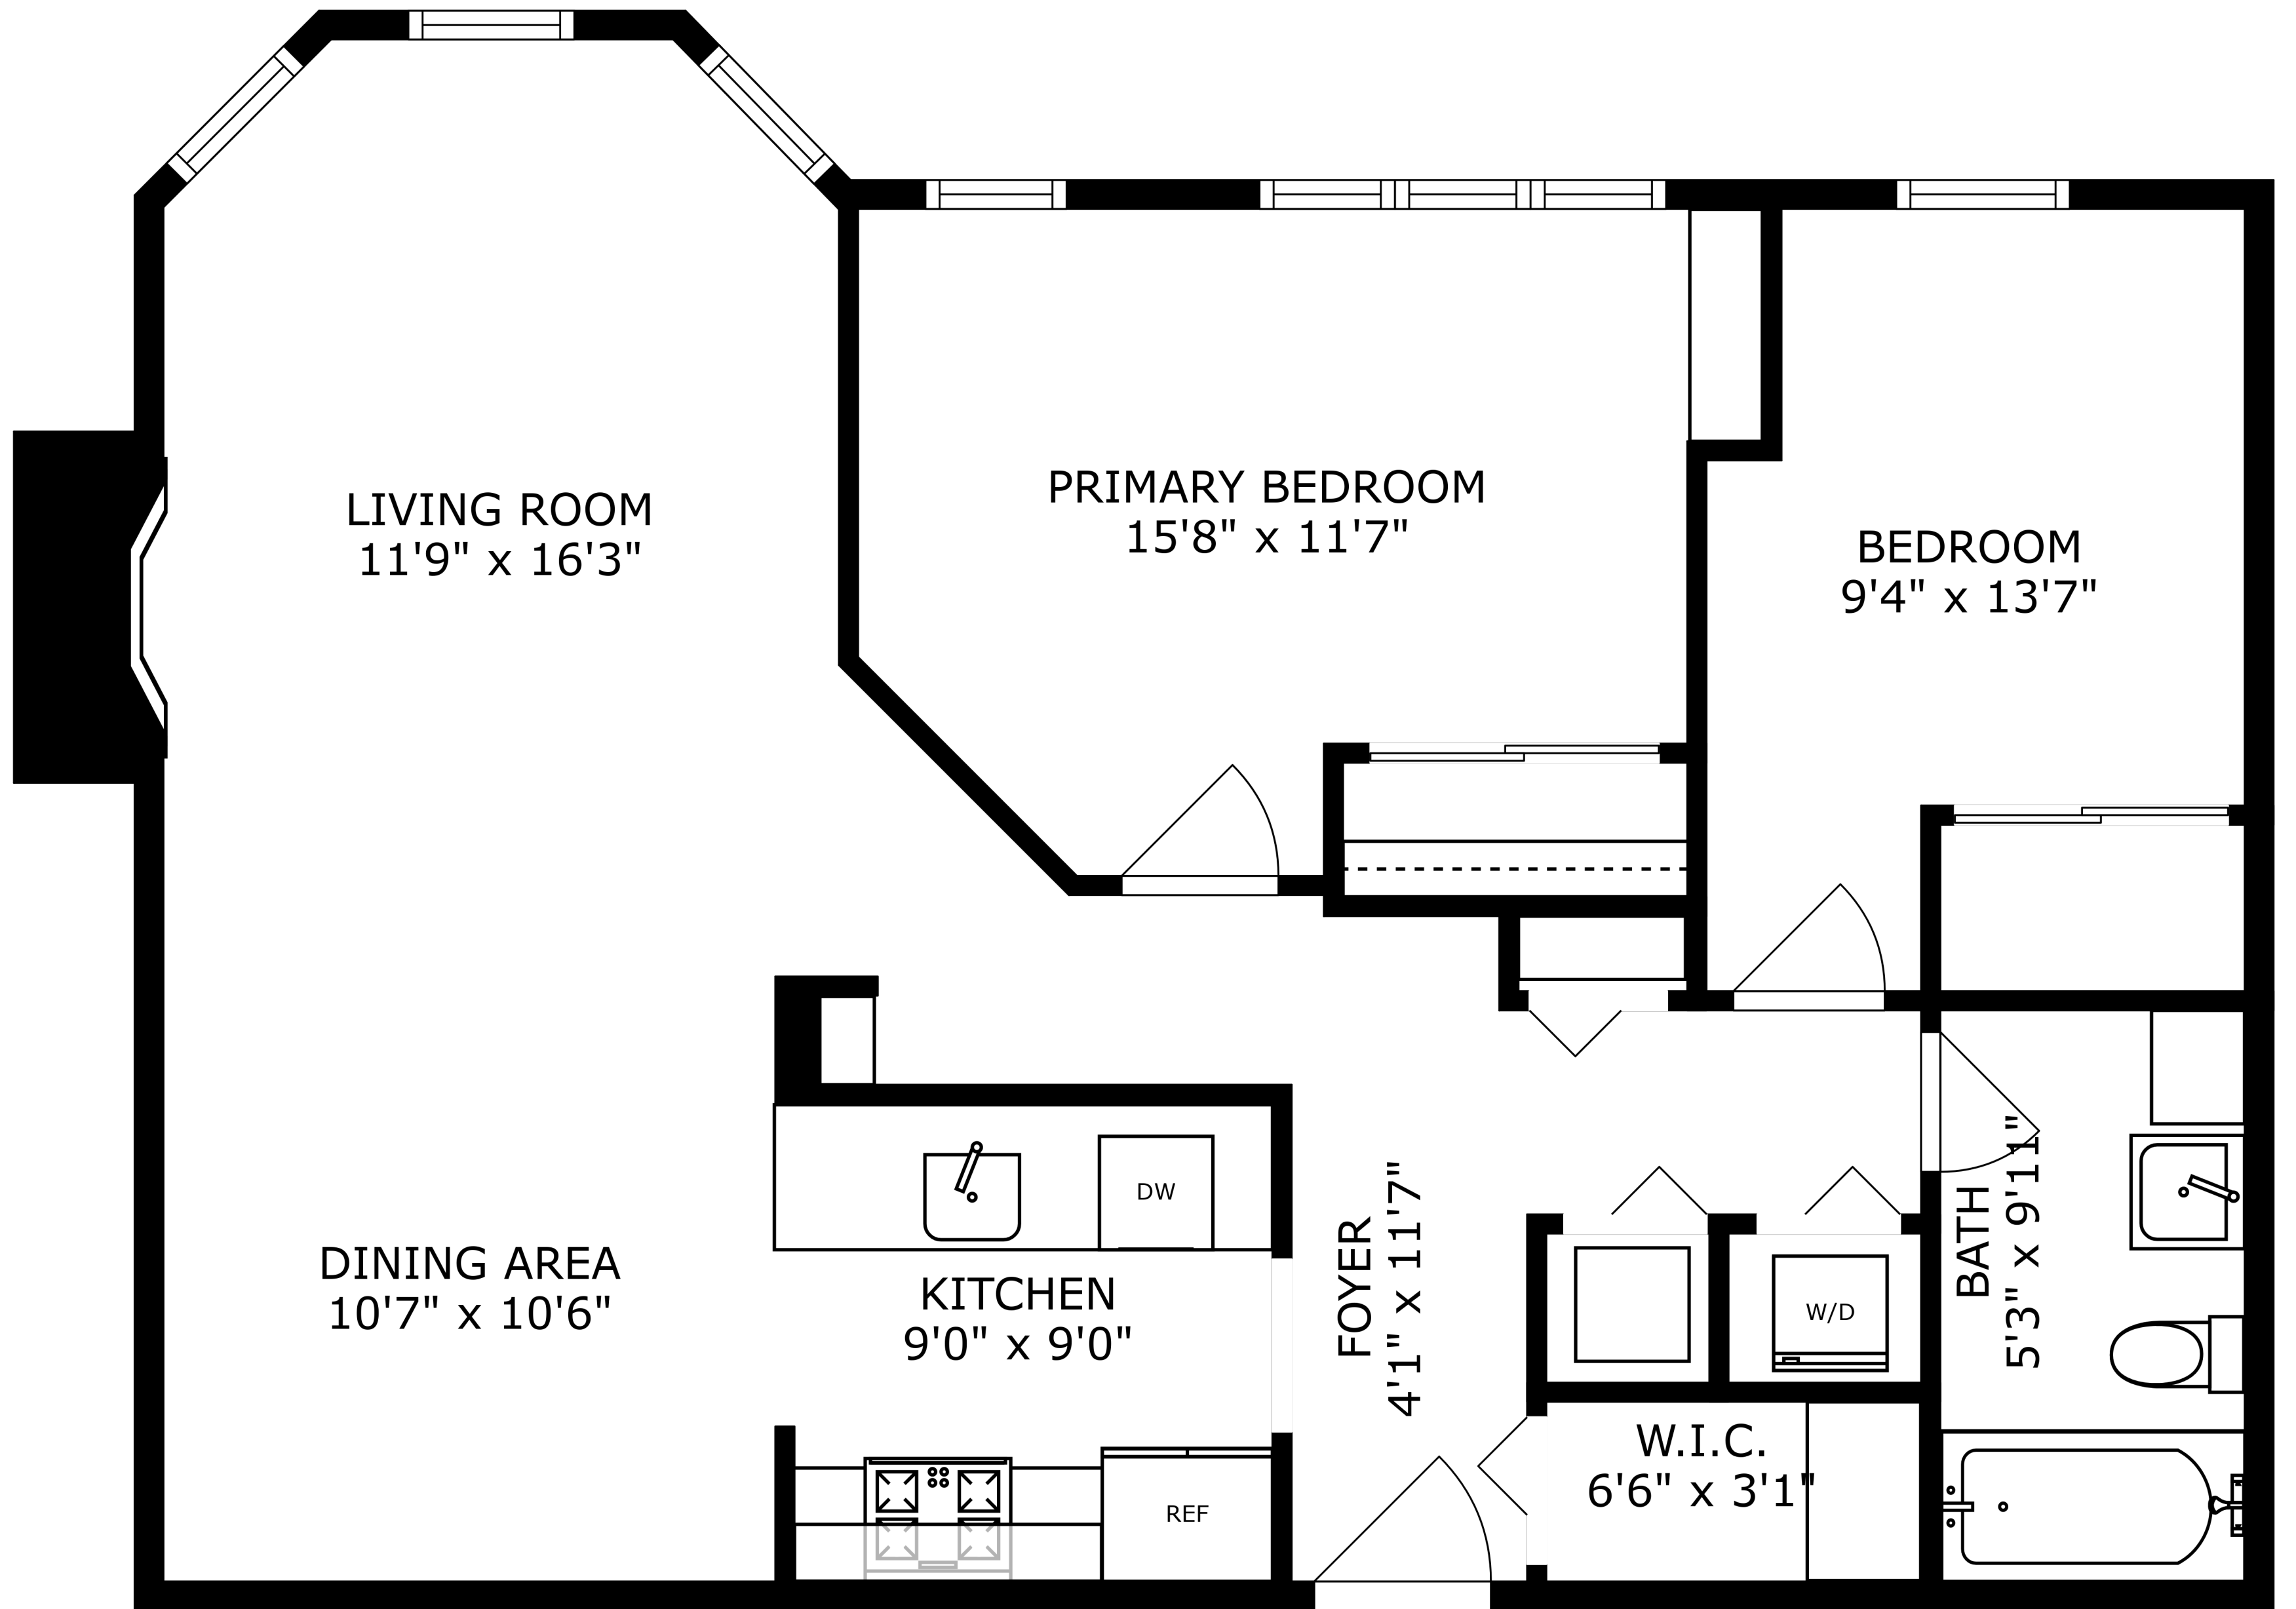 LIVING ROOM
11'9" x 16'3"
PRIMARY BEDROOM
15'8" x 11'7"
BEDROOM
9'4" x 13'7"
DINING AREA
10'7" x 10'6"
KITCHEN
9'0" x 9'0"
DW
REF
FOYER
4'1" x 11'7"
W/D
W.I.C.
6'6" x 3'1"
BATH
5'3" x 9'11"